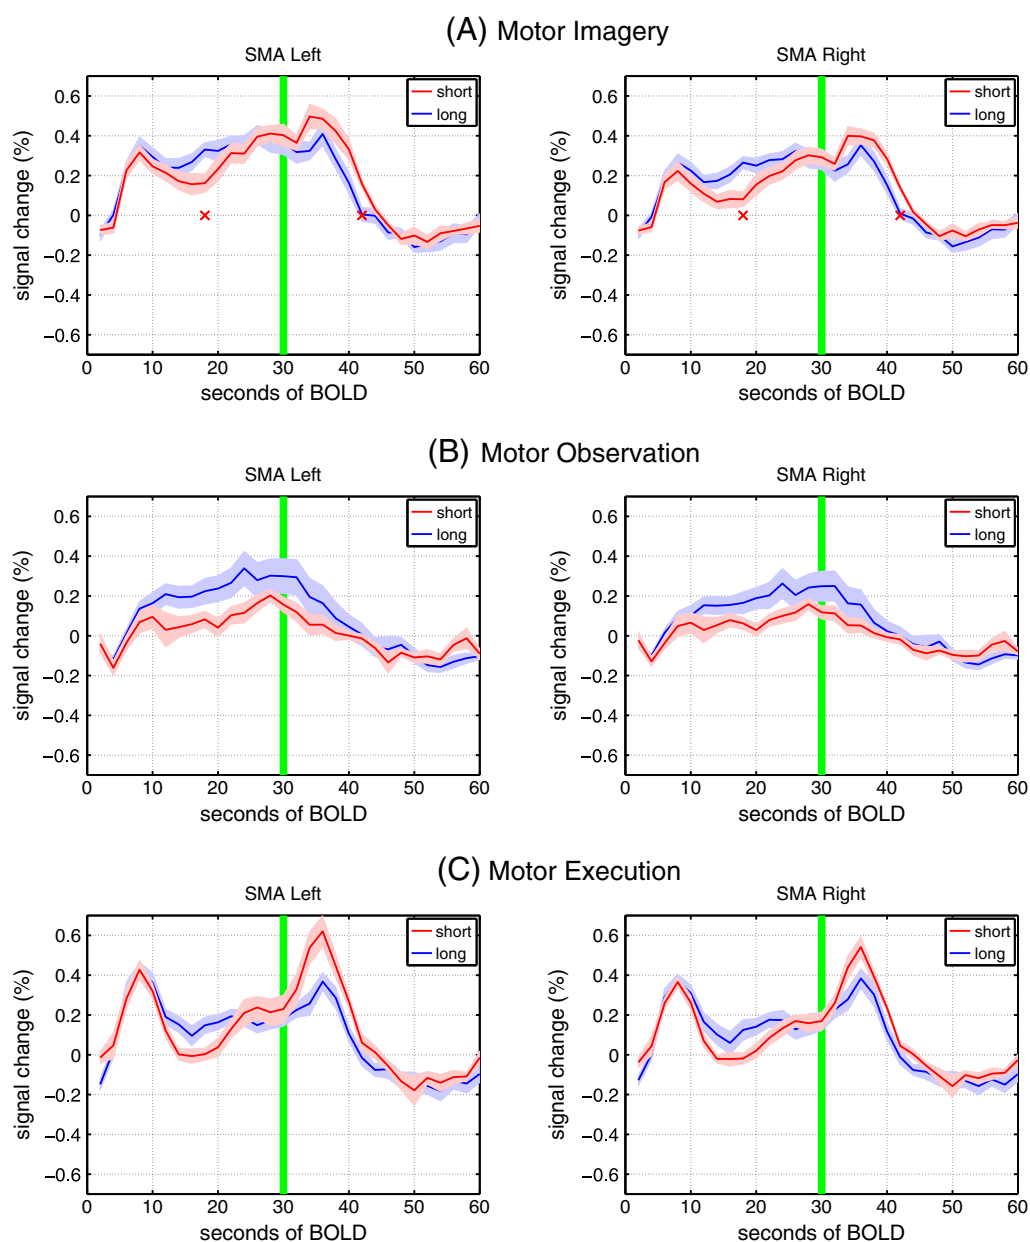 (A) Motor Imagery
SMA Left
signal change (%)
0.6
0.4
0.2
0
−0.2
−0.4
−0.6
short
long
0 10 20 30 40 50 60
seconds of BOLD
SMA Right
signal change (%)
0.6
0.4
0.2
0
−0.2
−0.4
−0.6
short
long
0 10 20 30 40 50 60
seconds of BOLD
(B) Motor Observation
SMA Left
signal change (%)
0.6
0.4
0.2
0
−0.2
−0.4
−0.6
short
long
0 10 20 30 40 50 60
seconds of BOLD
SMA Right
signal change (%)
0.6
0.4
0.2
0
−0.2
−0.4
−0.6
short
long
0 10 20 30 40 50 60
seconds of BOLD
(C) Motor Execution
SMA Left
signal change (%)
0.6
0.4
0.2
0
−0.2
−0.4
−0.6
short
long
0 10 20 30 40 50 60
seconds of BOLD
SMA Right
signal change (%)
0.6
0.4
0.2
0
−0.2
−0.4
−0.6
short
long
0 10 20 30 40 50 60
seconds of BOLD